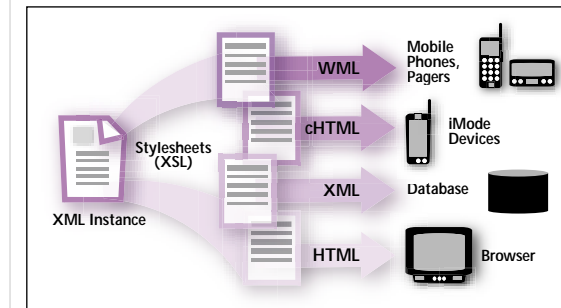 XML Instance
Stylesheets
(XSL)
WML
Mobile
Phones,
Pagers
cHTML
iMode
Devices
XML
Database
HTML
Browser